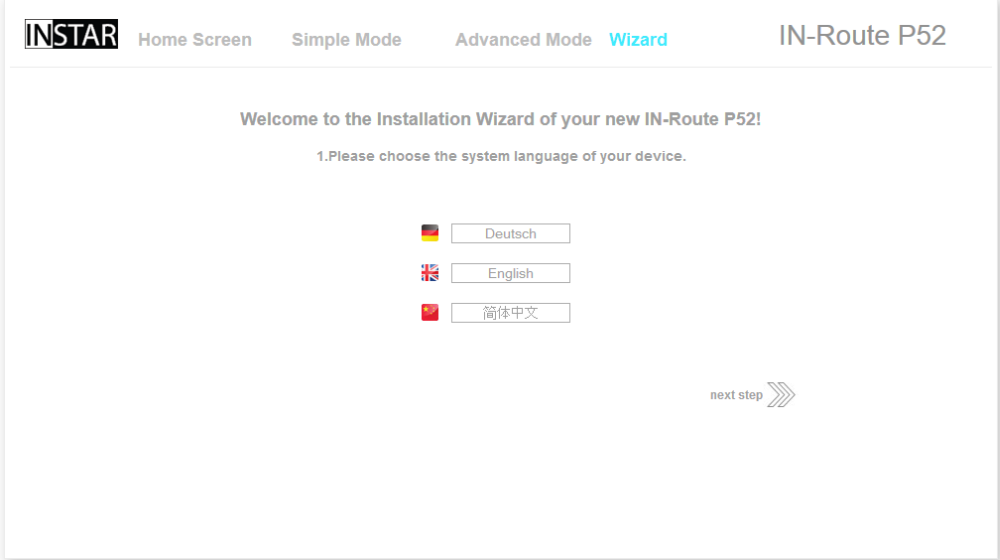 INSTAR Home Screen Simple Mode Advanced Mode Wizard IN-Route P52
Welcome to the Installation Wizard of your new IN-Route P52!
1.Please choose the system language of your device.
Deutsch
English
简体中文
next step